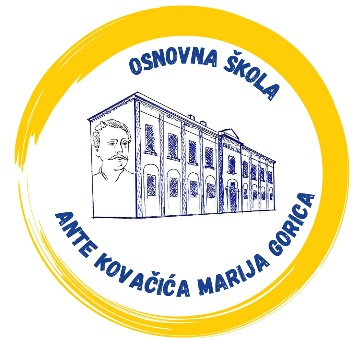 OSNOVNA ŠKOLA
ANTE KOVAČIĆA MARIJA GORICA